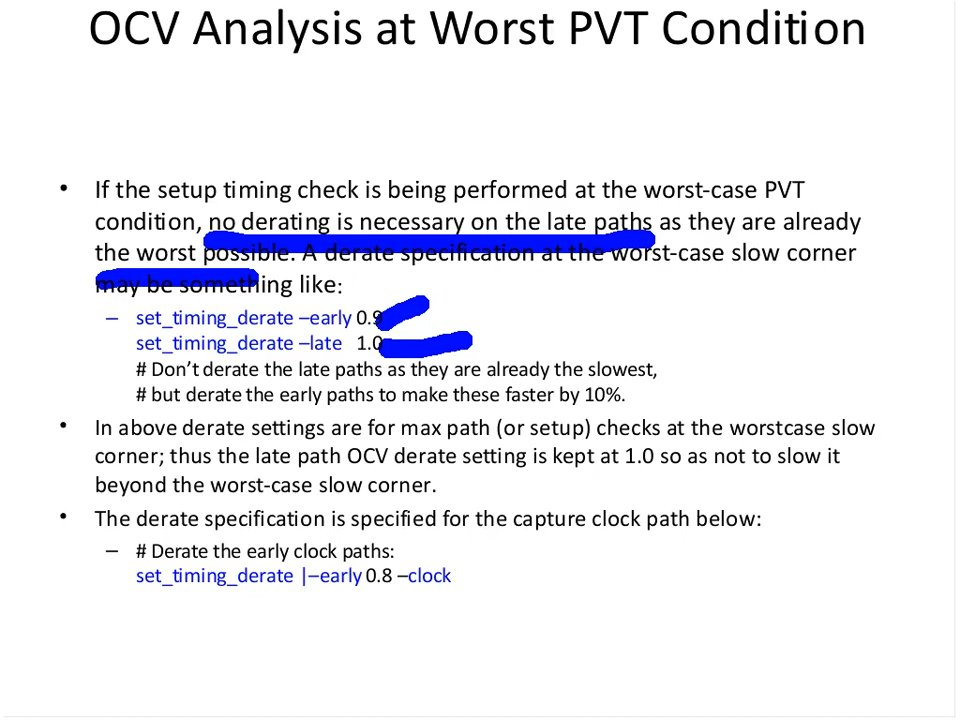 OCV Analysis at Worst PVT Condition
• If the setup timing check is being performed at the worst-case PVT
condition, no derating is necessary on the late paths as they are already
the worst possible. A derate specification at the worst-case slow corner
may be something like:
– set_timing_derate –early 0.9
set_timing_derate –late 1.0
# Don't derate the late paths as they are already the slowest,
# but derate the early paths to make these faster by 10%.
• In above derate settings are for max path (or setup) checks at the worstcase slow
corner; thus the late path OCV derate setting is kept at 1.0 so as not to slow it
beyond the worst-case slow corner.
• The derate specification is specified for the capture clock path below:
– # Derate the early clock paths:
set_timing_derate |–early 0.8 –clock